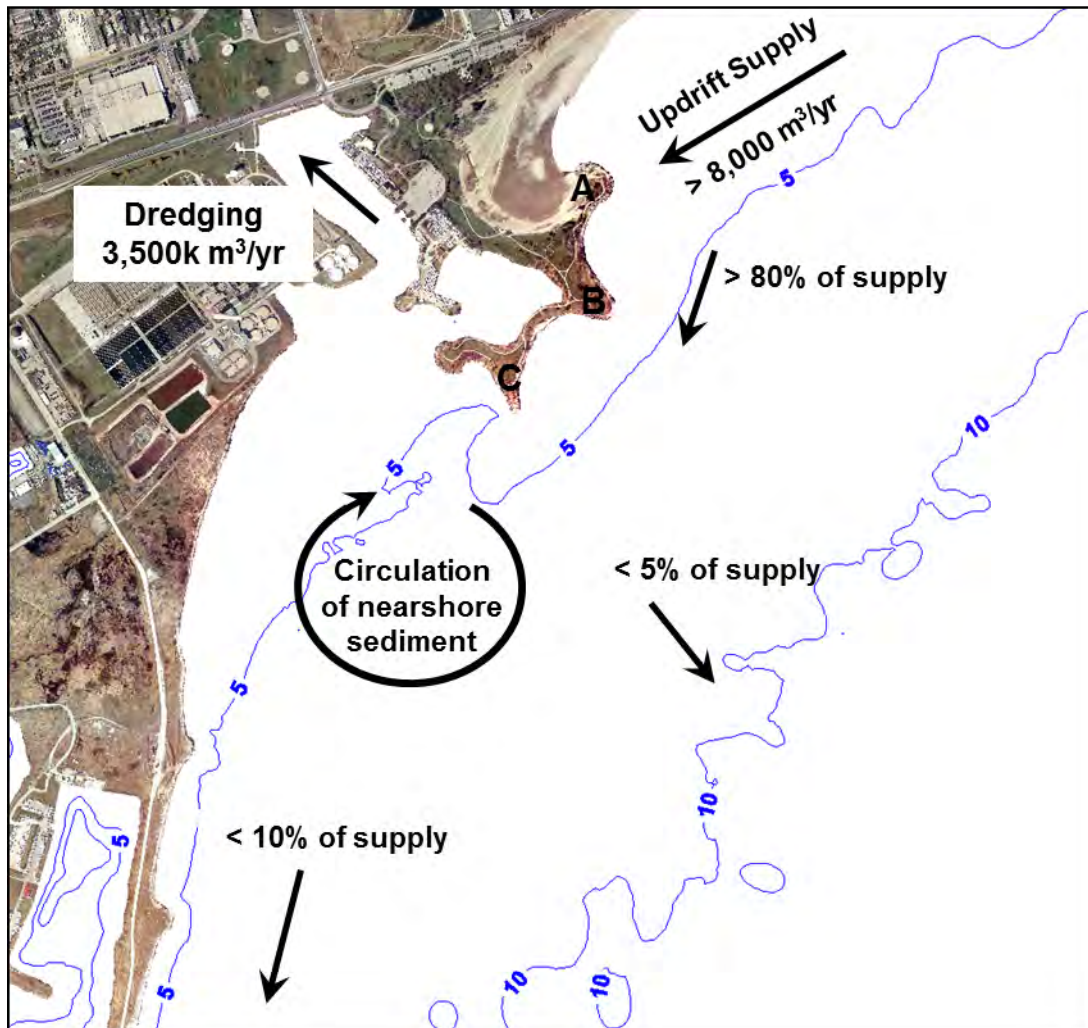 Updrift Supply
> 8,000 m³/yr
5
A
Dredging
3,500k m³/yr
> 80% of supply
B
C
10
5
5
< 5% of supply
Circulation
of nearshore
sediment
5
10
5
< 10% of supply
10
10
5